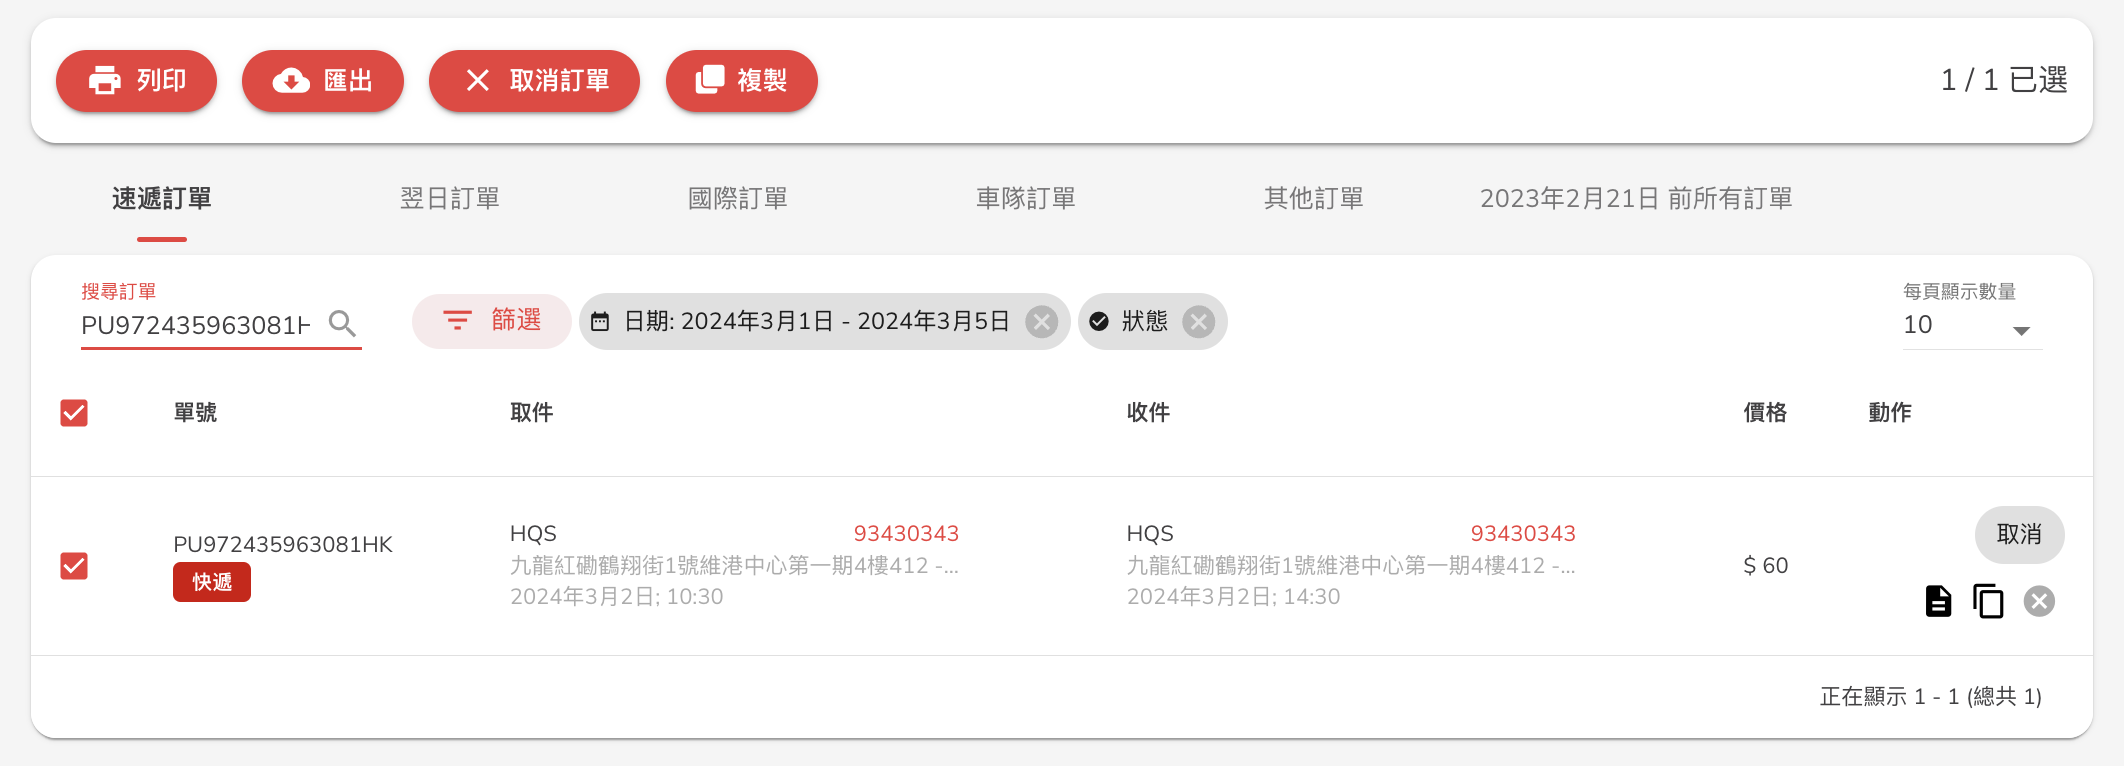 列印
匯出
取消訂單
複製
1 / 1 已選
速遞訂單
翌日訂單
國際訂單
車隊訂單
其他訂單
2023年2月21日 前所有訂單
搜尋訂單
PU972435963081H
篩選
日期: 2024年3月1日 - 2024年3月5日
狀態
每頁顯示數量
10
單號
取件
收件
價格
動作
PU972435963081HK
快遞
HQS
93430343
九龍紅磡鶴翔街1號維港中心第一期4樓412 -...
2024年3月2日; 10:30
HQS
93430343
九龍紅磡鶴翔街1號維港中心第一期4樓412 -...
2024年3月2日; 14:30
$ 60
取消
正在顯示 1 - 1 (總共 1)